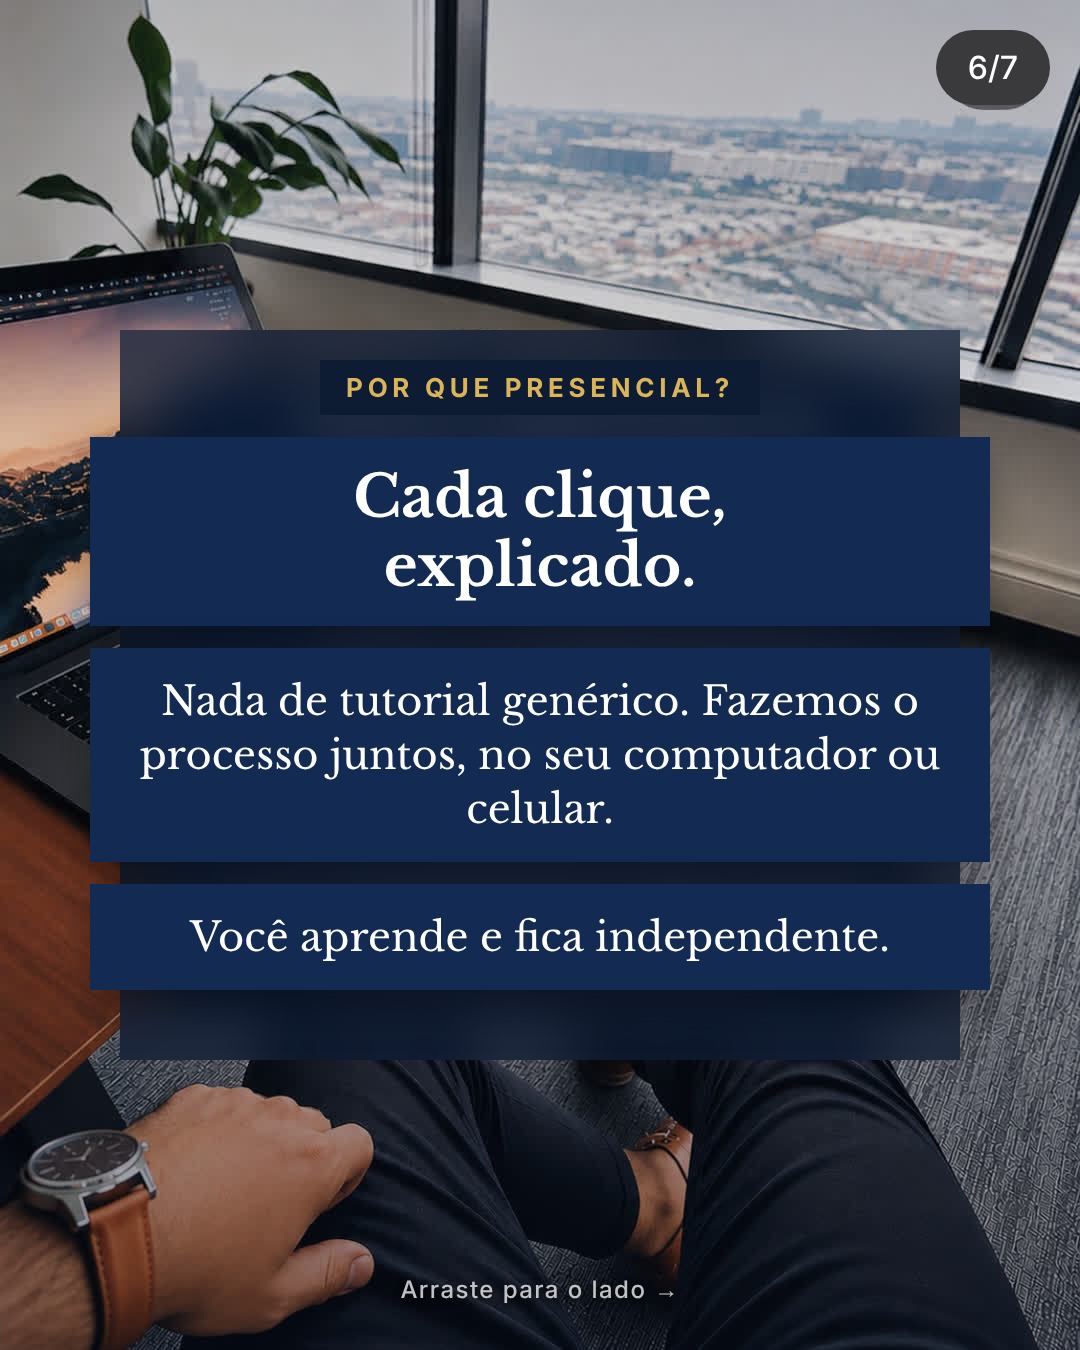 6/7
POR QUE PRESENCIAL?
Cada clique,
explicado.
Nada de tutorial genérico. Fazemos o
processo juntos, no seu computador ou
celular.
Você aprende e fica independente.
Arraste para o lado →